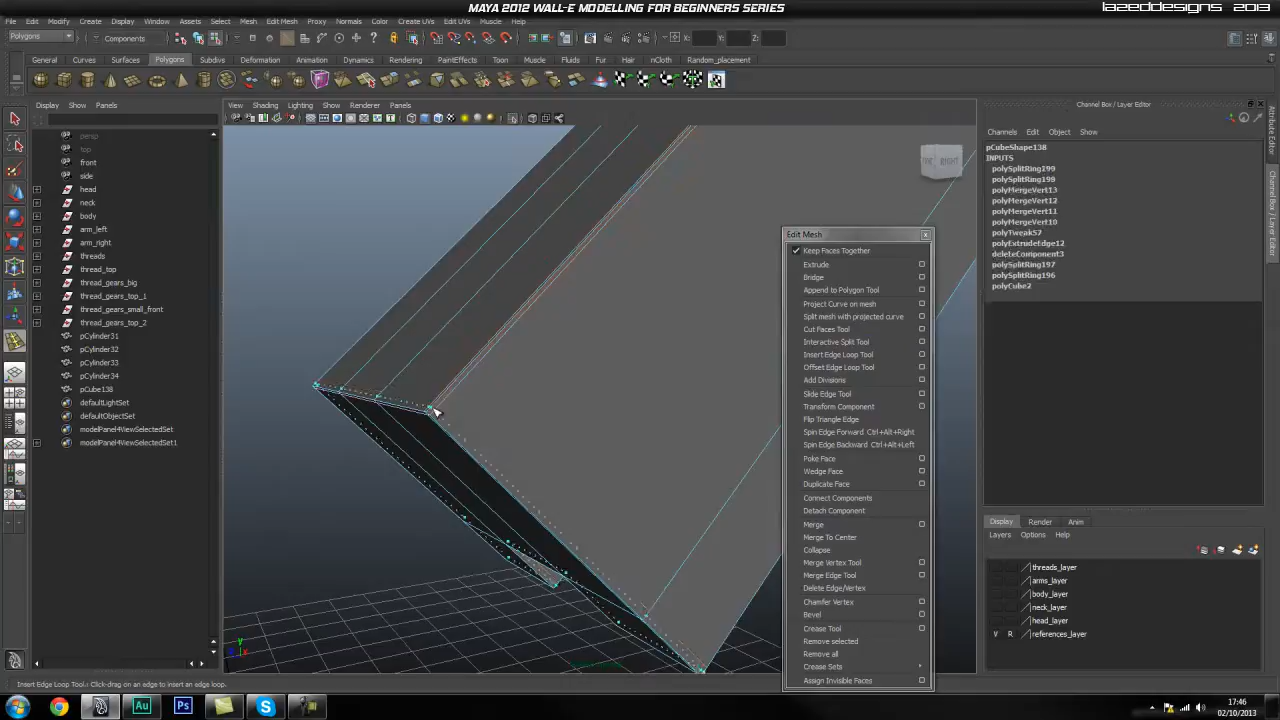 MAYA 2012 WALL-E MODELLING FOR BEGINNERS SERIES
LAZEDDESIGNS 2013
File Edit Modify Create Display Window Assets Select Mesh Edit Mesh Proxy Normals Color Create UVs Edit UVs Muscle Help
Polygons Components X: Y: Z:
General Curves Surfaces Polygons Subdivs Deformation Animation Dynamics Rendering PaintEffects Toon Muscle Fluids Fur Hair nCloth Random_placement
Display Show Panels
View Shading Lighting Show Renderer Panels
Channel Box / Layer Editor
Channels Edit Object Show
persp
top
front
side
head
neck
body
arm_left
arm_right
threads
thread_top
thread_gears_big
thread_gears_top_1
thread_gears_small_front
thread_gears_top_2
pCylinder31
pCylinder32
pCylinder33
pCylinder34
pCube138
defaultLightSet
defaultObjectSet
modelPanel4ViewSelectedSet
modelPanel4ViewSelectedSet1
RIGHT
Edit Mesh
Keep Faces Together
Extrude
Bridge
Append to Polygon Tool
Project Curve on mesh
Split mesh with projected curve
Cut Faces Tool
Interactive Split Tool
Insert Edge Loop Tool
Offset Edge Loop Tool
Add Divisions
Slide Edge Tool
Transform Component
Flip Triangle Edge
Spin Edge Forward Ctrl+Alt+Right
Spin Edge Backward Ctrl+Alt+Left
Poke Face
Wedge Face
Duplicate Face
Connect Components
Detach Component
Merge
Merge To Center
Collapse
Merge Vertex Tool
Merge Edge Tool
Delete Edge/Vertex
Chamfer Vertex
Bevel
Crease Tool
Remove selected
Remove all
Crease Sets
Assign Invisible Faces
pCubeShape138
INPUTS
polySplitRing199
polySplitRing198
polyMergeVert13
polyMergeVert12
polyMergeVert11
polyMergeVert10
polyTweak57
polyExtrudeEdge12
deleteComponent3
polySplitRing197
polySplitRing196
polyCube2
Attribute Editor
Channel Box / Layer Editor
Display Render Anim
Layers Options Help
threads_layer
arms_layer
body_layer
neck_layer
head_layer
V R references_layer
Insert Edge Loop Tool: Click-drag on an edge to insert an edge loop.
Au Ps S
17:46
02/10/2013